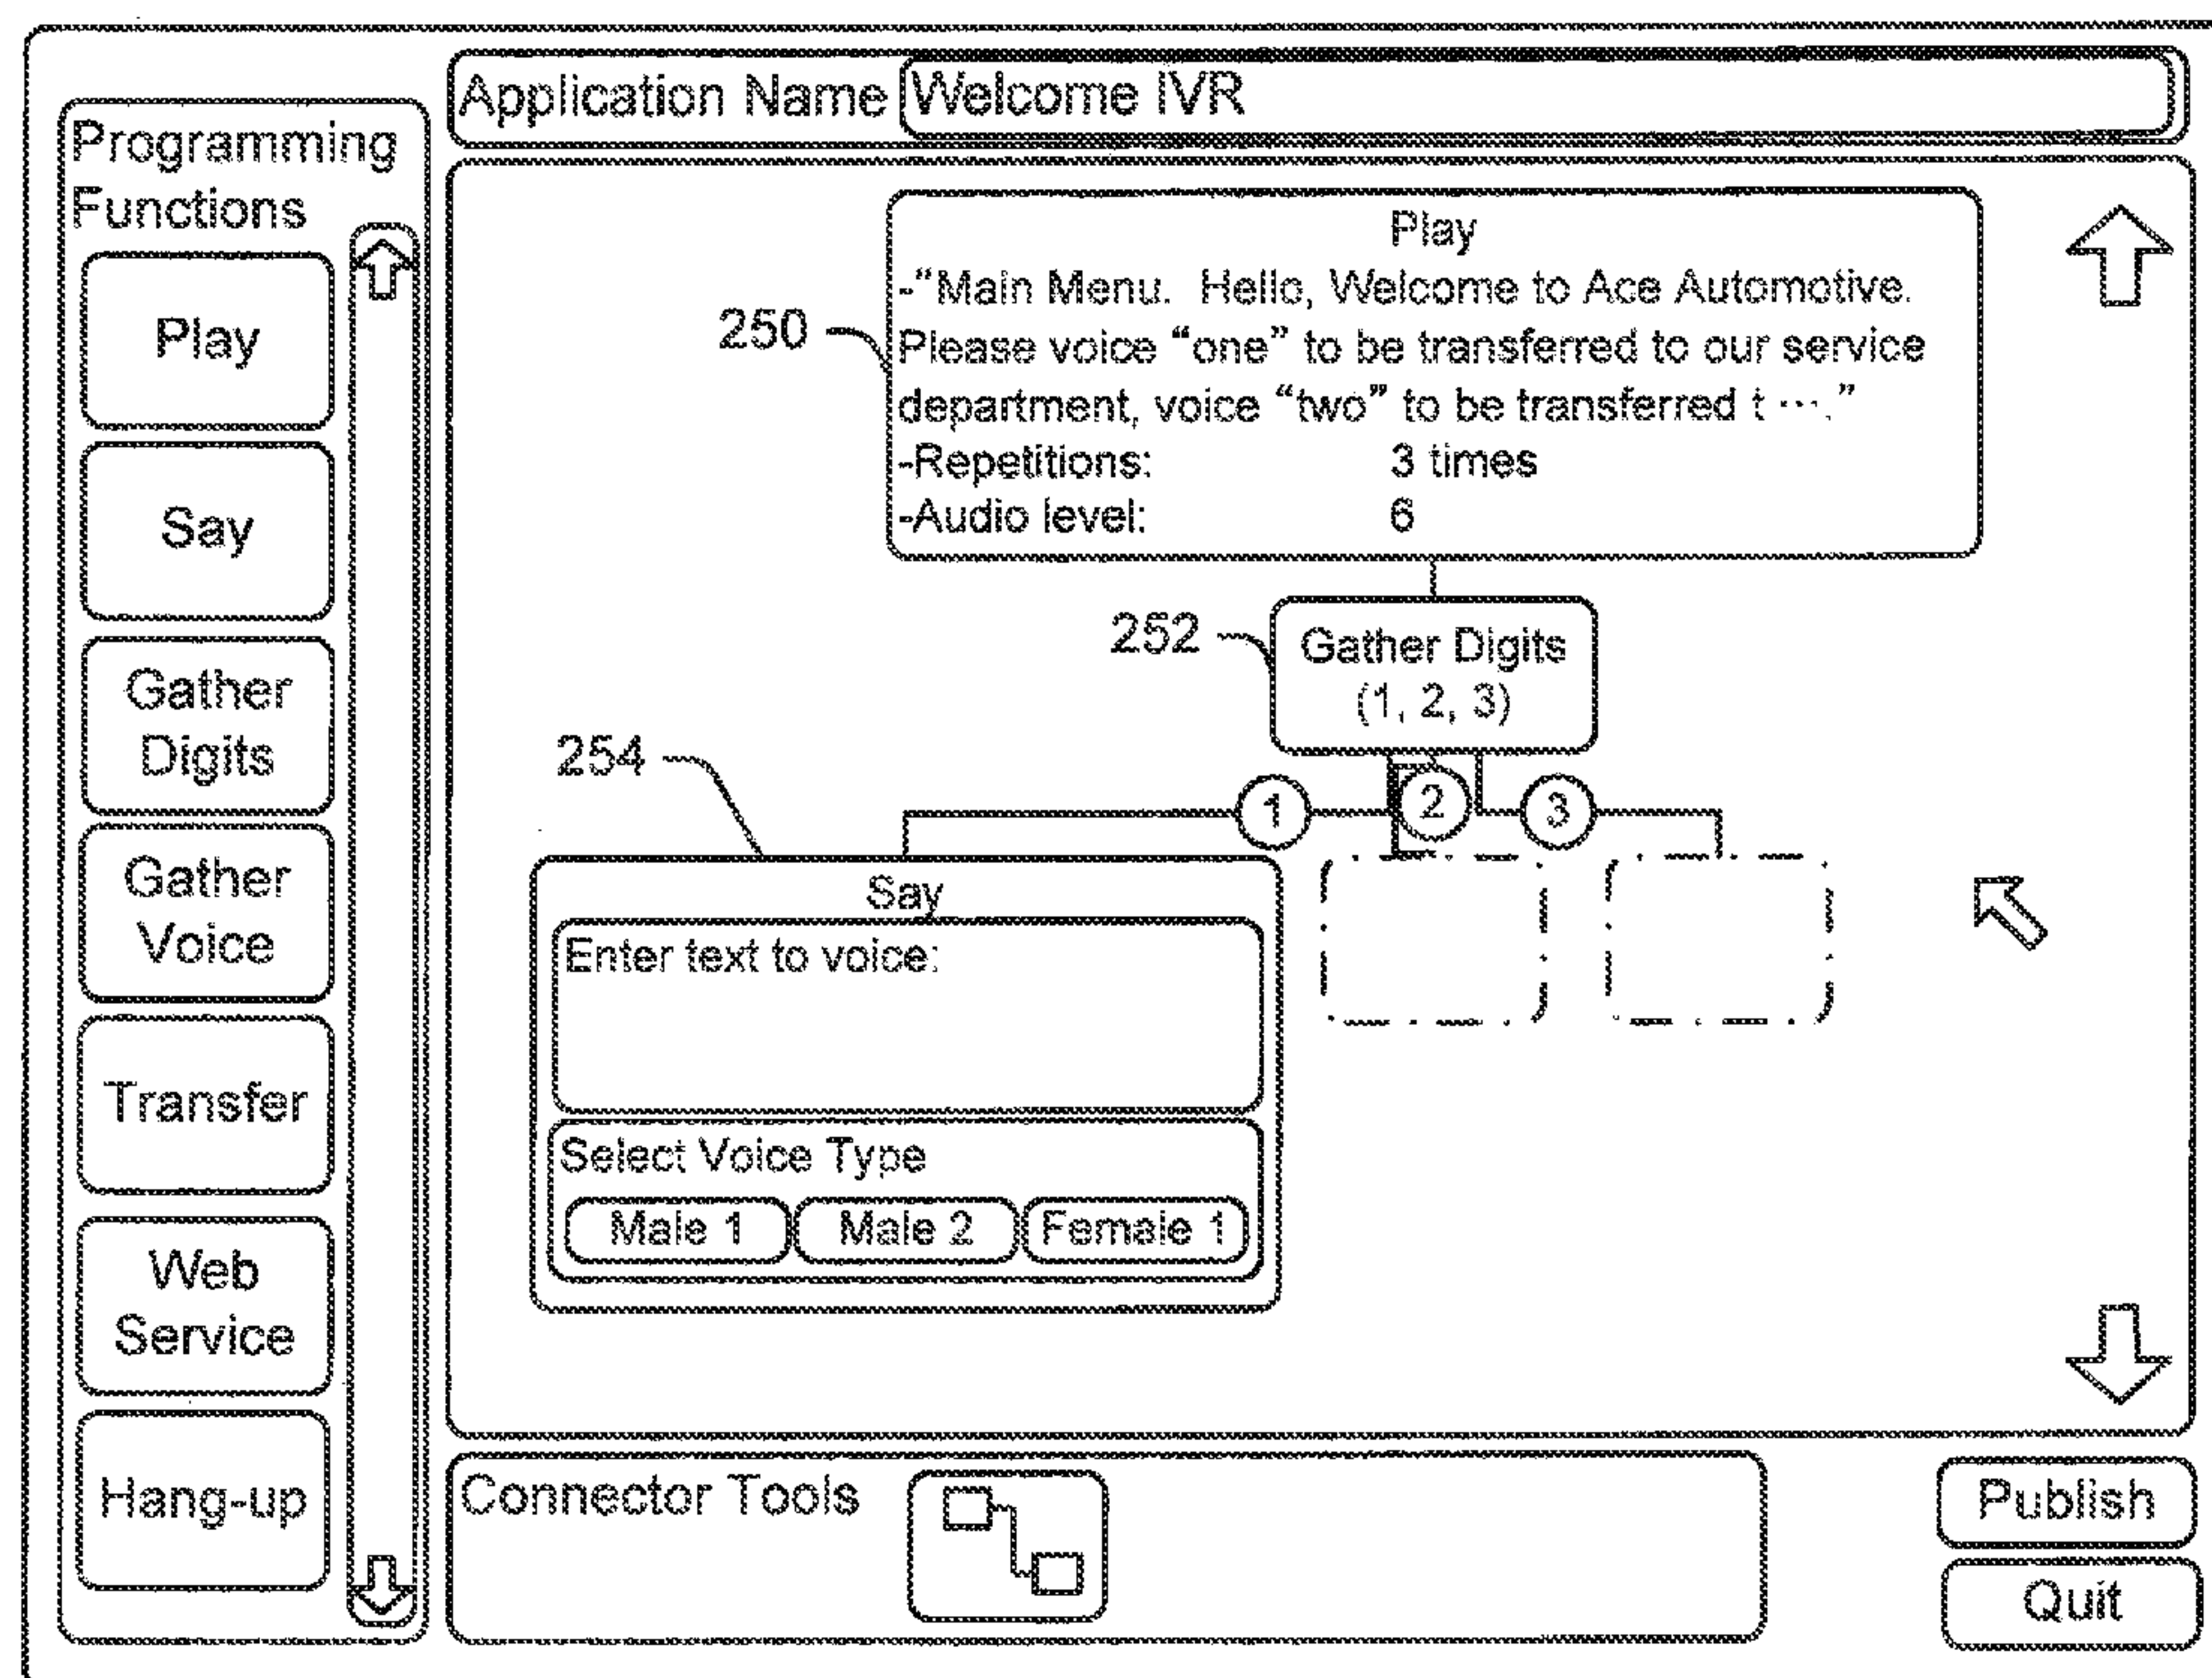 Application Name Welcome IVR
Programming
Functions
Play
Say
Gather
Digits
Gather
Voice
Transfer
Web
Service
Hang-up
250
Play
-“Main Menu. Hello, Welcome to Ace Automotive.
Please voice “one” to be transferred to our service
department, voice “two” to be transferred t ....”
-Repetitions: 3 times
-Audio level: 6
252
Gather Digits
(1, 2, 3)
1 2 3
254
Say
Enter text to voice:
Select Voice Type
Male 1 Male 2 Female 1
Connector Tools
Publish
Quit